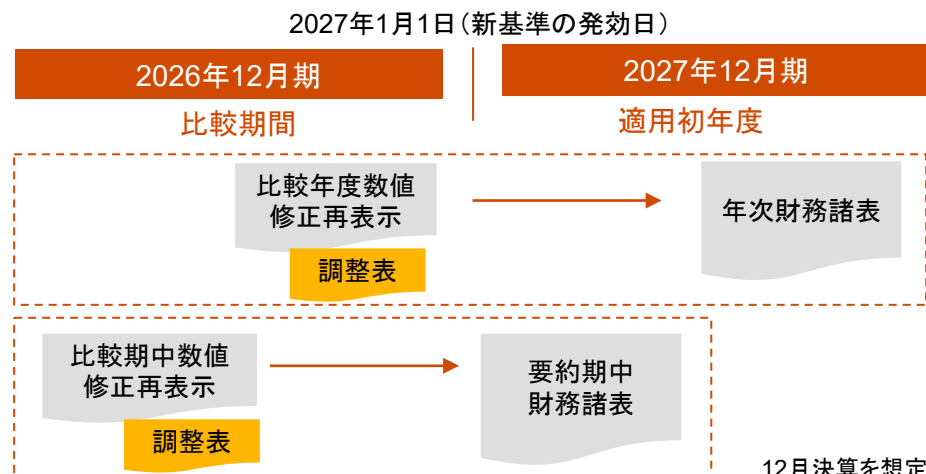 2027年1月1日（新基準の発効日）
2026年12月期
2027年12月期
比較期間
適用初年度
比較年度数値
修正再表示
調整表
年次財務諸表
比較期中数値
修正再表示
調整表
要約期中
財務諸表
12月決算を想定